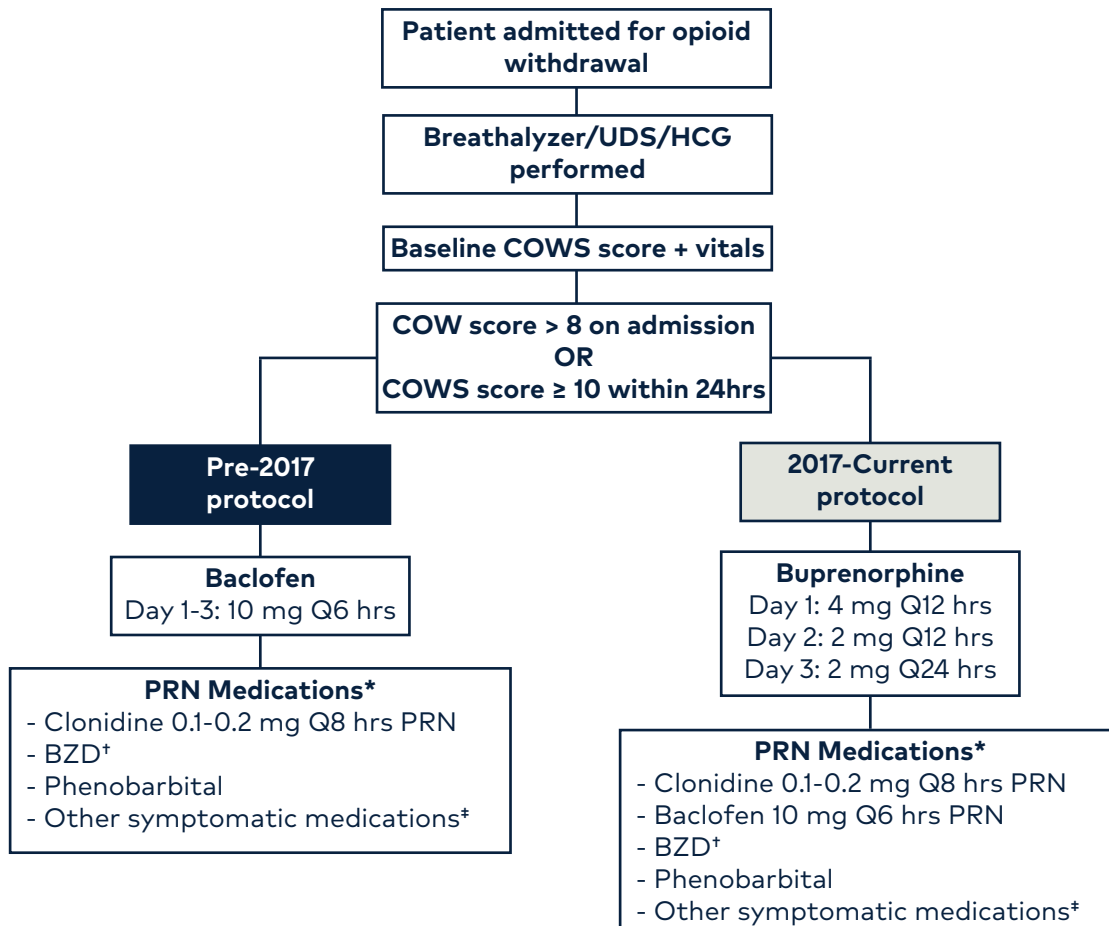 Patient admitted for opioid
withdrawal
Breathalyzer/UDS/HCG
performed
Baseline COWS score + vitals
COW score > 8 on admission
OR
COWS score ≥ 10 within 24hrs
Pre-2017
protocol
Baclofen
Day 1-3: 10 mg Q6 hrs
PRN Medications*
- Clonidine 0.1-0.2 mg Q8 hrs PRN
- BZD†
- Phenobarbital
- Other symptomatic medications‡
2017-Current
protocol
Buprenorphine
Day 1: 4 mg Q12 hrs
Day 2: 2 mg Q12 hrs
Day 3: 2 mg Q24 hrs
PRN Medications*
- Clonidine 0.1-0.2 mg Q8 hrs PRN
- Baclofen 10 mg Q6 hrs PRN
- BZD†
- Phenobarbital
- Other symptomatic medications‡